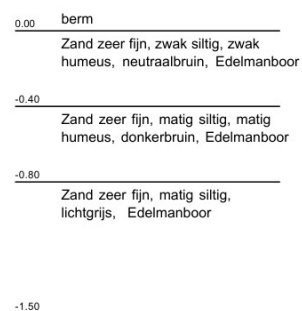 0.00 berm
Zand zeer fijn, zwak siltig, zwak
humeus, neutraalbruin, Edelmanboor
-0.40
Zand zeer fijn, matig siltig, matig
humeus, donkerbruin, Edelmanboor
-0.80
Zand zeer fijn, matig siltig,
lichtgrijs, Edelmanboor
-1.50